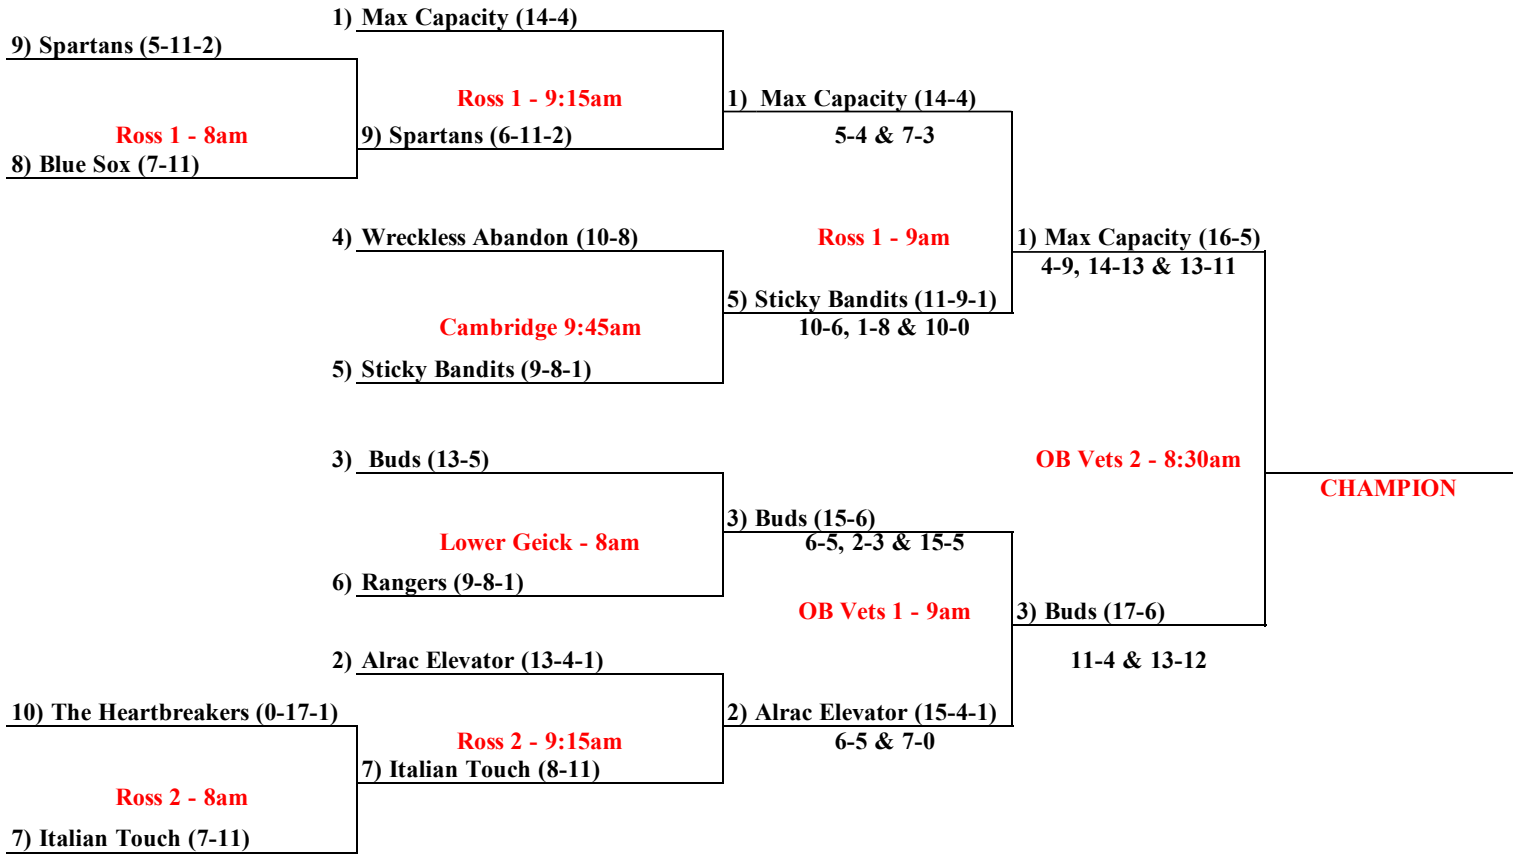 1) Max Capacity (14-4)
9) Spartans (5-11-2)
Ross 1 - 9:15am
1)  Max Capacity (14-4)
Ross 1 - 8am
9) Spartans (6-11-2)
5-4 & 7-3
8) Blue Sox (7-11)
4) Wreckless Abandon (10-8)
Ross 1 - 9am
1) Max Capacity (16-5)
4-9, 14-13 & 13-11
5) Sticky Bandits (11-9-1)
Cambridge 9:45am
10-6, 1-8 & 10-0
5) Sticky Bandits (9-8-1)
3)  Buds (13-5)
OB Vets 2 - 8:30am
CHAMPION
3) Buds (15-6)
Lower Geick - 8am
6-5, 2-3 & 15-5
6) Rangers (9-8-1)
OB Vets 1 - 9am
3) Buds (17-6)
2) Alrac Elevator (13-4-1)
11-4 & 13-12
10) The Heartbreakers (0-17-1)
2) Alrac Elevator (15-4-1)
Ross 2 - 9:15am
6-5 & 7-0
7) Italian Touch (8-11)
Ross 2 - 8am
7) Italian Touch (7-11)